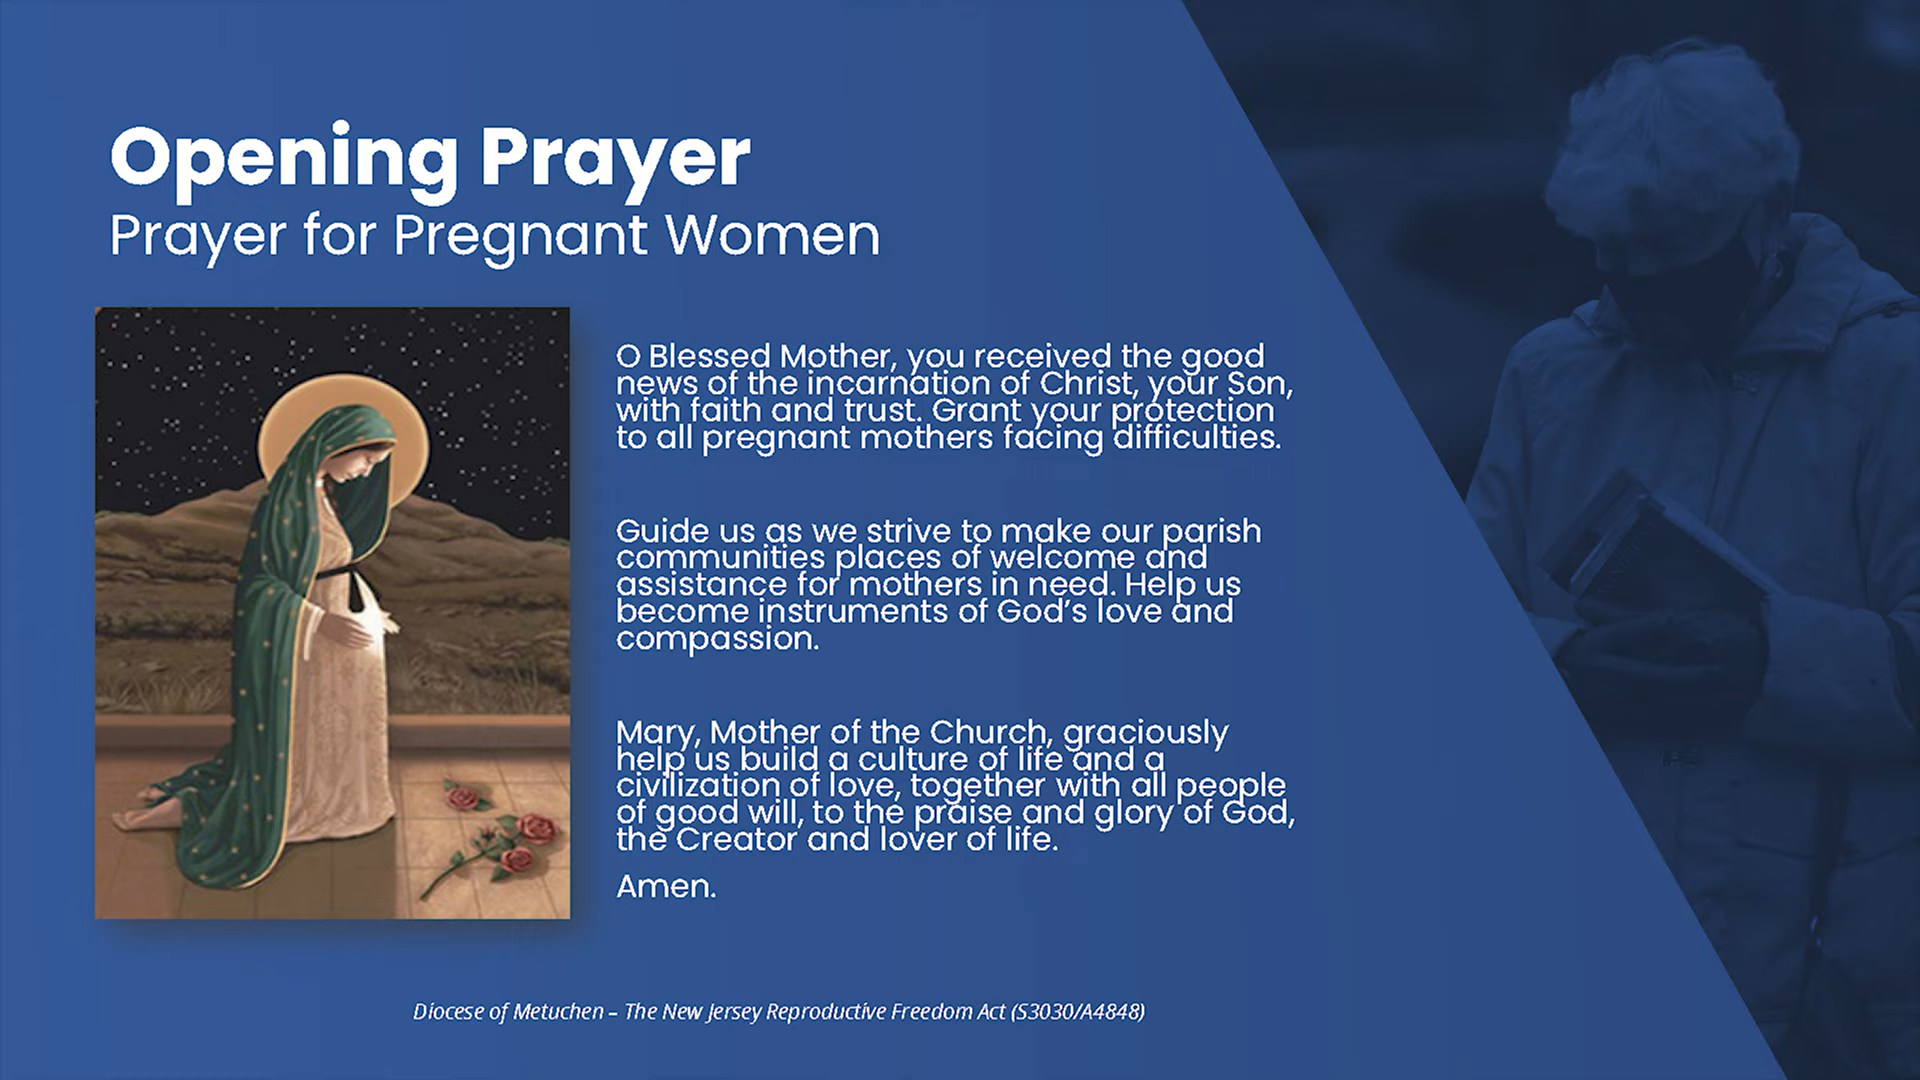 Opening Prayer
Prayer for Pregnant Women
O Blessed Mother, you received the good
news of the incarnation of Christ, your Son,
with faith and trust. Grant your protection
to all pregnant mothers facing difficulties.
Guide us as we strive to make our parish
communities places of welcome and
assistance for mothers in need. Help us
become instruments of God’s love and
compassion.
Mary, Mother of the Church, graciously
help us build a culture of life and a
civilization of love, together with all people
of good will, to the praise and glory of God,
the Creator and lover of life.
Amen.
Diocese of Metuchen – The New Jersey Reproductive Freedom Act (S3030/A4848)